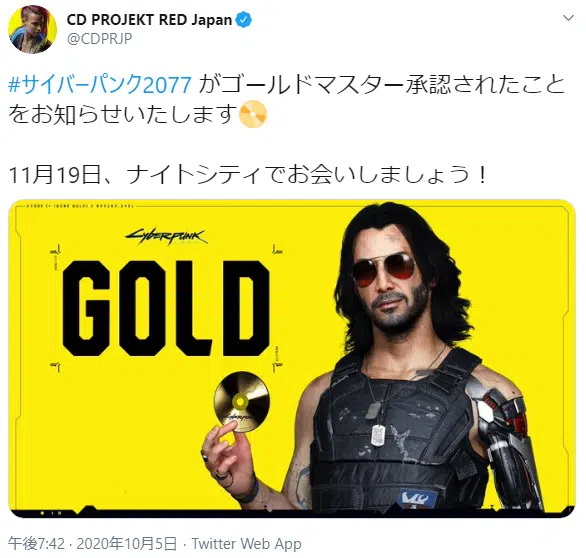 CD PROJEKT RED Japan
@CDPRJP
#サイバーパンク2077 がゴールドマスター承認されたこと
をお知らせいたします📀
11月19日、ナイトシティでお会いしましょう！
Cyberpunk
GOLD
Cyberpunk
午後7:42 · 2020年10月5日 · Twitter Web App